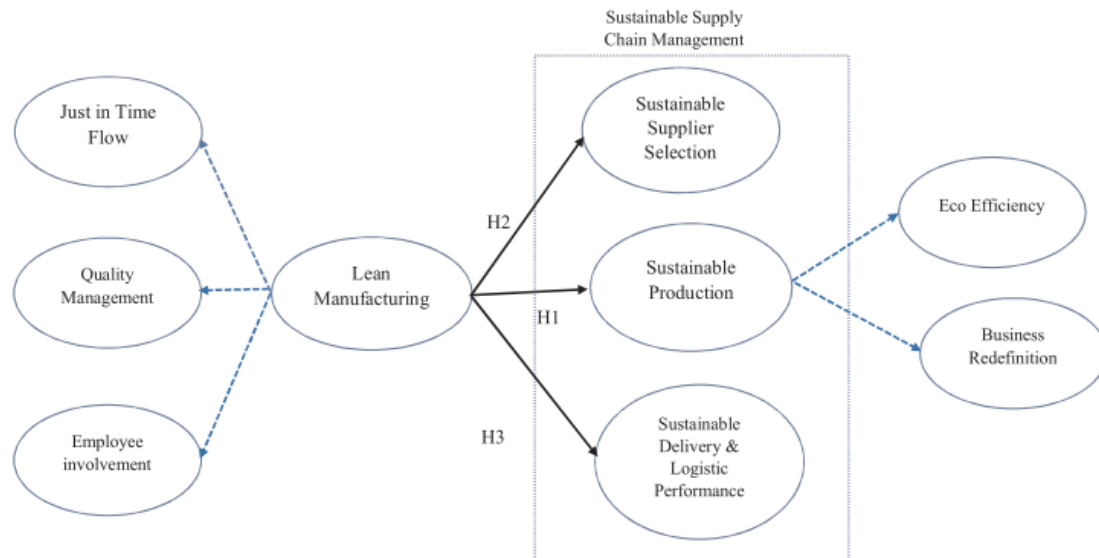 Sustainable Supply
Chain Management
Just in Time
Flow
Quality
Management
Employee
involvement
Lean
Manufacturing
H2
H1
H3
Sustainable
Supplier
Selection
Sustainable
Production
Sustainable
Delivery &
Logistic
Performance
Eco Efficiency
Business
Redefinition